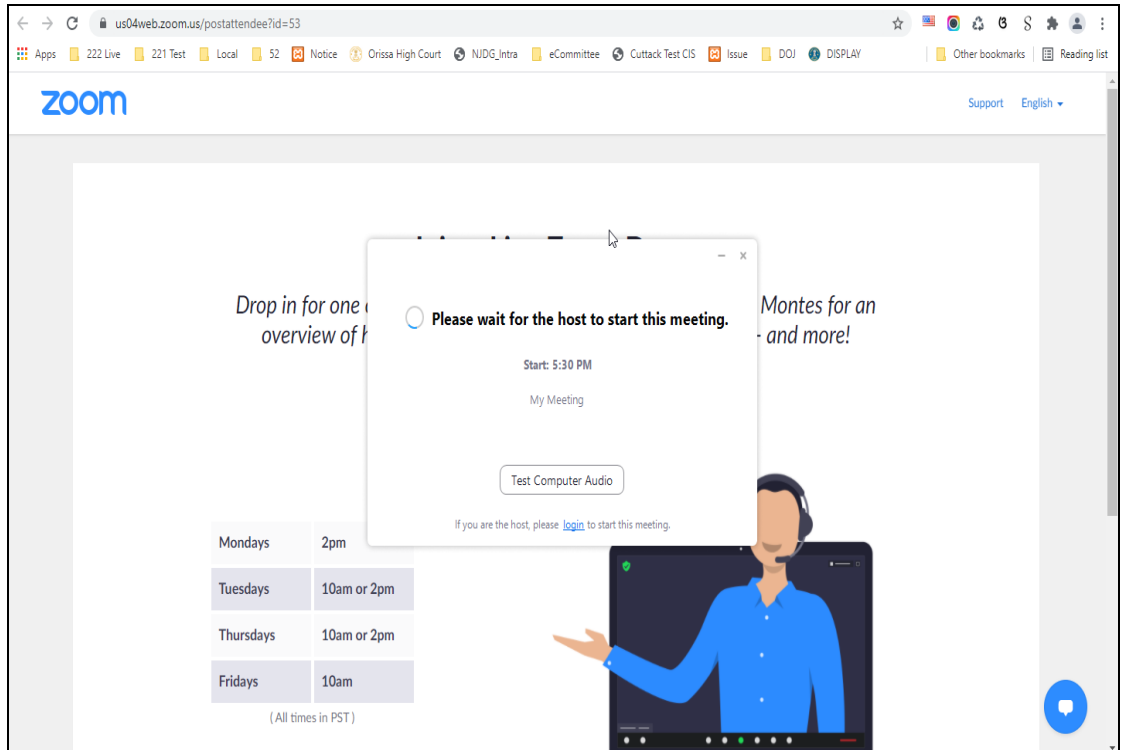 us04web.zoom.us/postattendee?id=53
Apps 222 Live 221 Test Local 52 Notice Orissa High Court NJDG_Intra eCommittee Cuttack Test CIS Issue DOJ DISPLAY Other bookmarks Reading list
zoom Support English
Drop in for one
Montes for an
overview of
and more!
Please wait for the host to start this meeting.
Start: 5:30 PM
My Meeting
Test Computer Audio
If you are the host, please login to start this meeting.
Mondays 2pm
Tuesdays 10am or 2pm
Thursdays 10am or 2pm
Fridays 10am
( All times in PST )